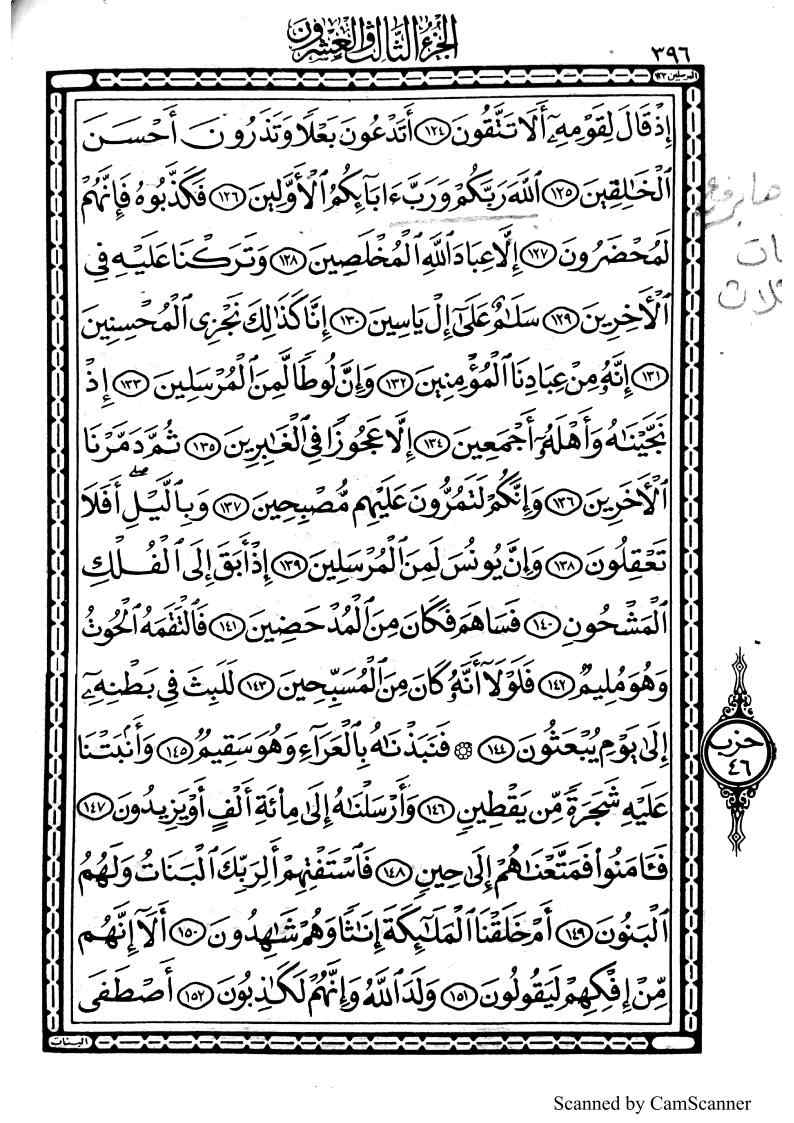 ٣٩٦
الجزء الثالث والعشرون
المرسلين ١٢٣
إِذْ قَالَ لِقَوْمِهِۦٓ أَلَا تَتَّقُونَ ١٢٤ أَتَدْعُونَ بَعْلًا وَتَذَرُونَ أَحْسَنَ
ٱلْخَٰلِقِينَ ١٢٥ ٱللَّهَ رَبَّكُمْ وَرَبَّ ءَابَآئِكُمُ ٱلْأَوَّلِينَ ١٢٦ فَكَذَّبُوهُ فَإِنَّهُمْ
لَمُحْضَرُونَ ١٢٧ إِلَّا عِبَادَ ٱللَّهِ ٱلْمُخْلَصِينَ ١٢٨ وَتَرَكْنَا عَلَيْهِ فِى
ٱلْأَخِرِينَ ١٢٩ سَلَٰمٌ عَلَىٰٓ إِلْ يَاسِينَ ١٣٠ إِنَّا كَذَٰلِكَ نَجْزِى ٱلْمُحْسِنِينَ
١٣١ إِنَّهُۥ مِنْ عِبَادِنَا ٱلْمُؤْمِنِينَ ١٣٢ وَإِنَّ لُوطًا لَّمِنَ ٱلْمُرْسَلِينَ ١٣٣ إِذْ
نَجَّيْنَٰهُ وَأَهْلَهُۥٓ أَجْمَعِينَ ١٣٤ إِلَّا عَجُوزًا فِى ٱلْغَٰبِرِينَ ١٣٥ ثُمَّ دَمَّرْنَا
ٱلْأَخَرِينَ ١٣٦ وَإِنَّكُمْ لَتَمُرُّونَ عَلَيْهِم مُّصْبِحِينَ ١٣٧ وَبِٱلَّيْلِ ۖ أَفَلَا
تَعْقِلُونَ ١٣٨ وَإِنَّ يُونُسَ لَمِنَ ٱلْمُرْسَلِينَ ١٣٩ إِذْ أَبَقَ إِلَى ٱلْفُلْكِ
ٱلْمَشْحُونِ ١٤٠ فَسَاهَمَ فَكَانَ مِنَ ٱلْمُدْحَضِينَ ١٤١ فَٱلْتَقَمَهُ ٱلْحُوتُ
وَهُوَ مُلِيمٌ ١٤٢ فَلَوْلَآ أَنَّهُۥ كَانَ مِنَ ٱلْمُسَبِّحِينَ ١٤٣ لَلَبِثَ فِى بَطْنِهِۦٓ
إِلَىٰ يَوْمِ يُبْعَثُونَ ١٤٤ ۞ فَنَبَذْنَٰهُ بِٱلْعَرَآءِ وَهُوَ سَقِيمٌ ١٤٥ وَأَنۢبَتْنَا
عَلَيْهِ شَجَرَةً مِّن يَقْطِينٍ ١٤٦ وَأَرْسَلْنَٰهُ إِلَىٰ مِا۟ئَةِ أَلْفٍ أَوْ يَزِيدُونَ ١٤٧
فَـَٔامَنُوا۟ فَمَتَّعْنَٰهُمْ إِلَىٰ حِينٍ ١٤٨ فَٱسْتَفْتِهِمْ أَلِرَبِّكَ ٱلْبَنَاتُ وَلَهُمُ
ٱلْبَنُونَ ١٤٩ أَمْ خَلَقْنَا ٱلْمَلَٰٓئِكَةَ إِنَٰثًا وَهُمْ شَٰهِدُونَ ١٥٠ أَلَآ إِنَّهُم
مِّنْ إِفْكِهِمْ لَيَقُولُونَ ١٥١ وَلَدَ ٱللَّهُ وَإِنَّهُمْ لَكَٰذِبُونَ ١٥٢ أَصْطَفَى
البنات
حزب
٤٦
برفع
ثلاث
Scanned by CamScanner